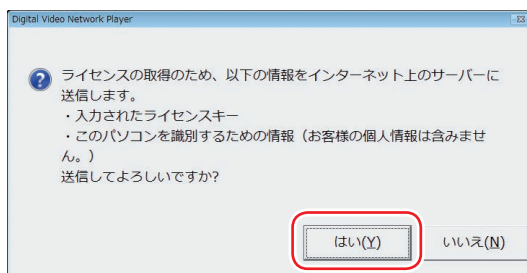 Digital Video Network Player
ライセンスの取得のため、以下の情報をインターネット上のサーバーに
送信します。
・入力されたライセンスキー
・このパソコンを識別するための情報（お客様の個人情報は含みませ
ん。）
送信してよろしいですか?
はい(Y) いいえ(N)